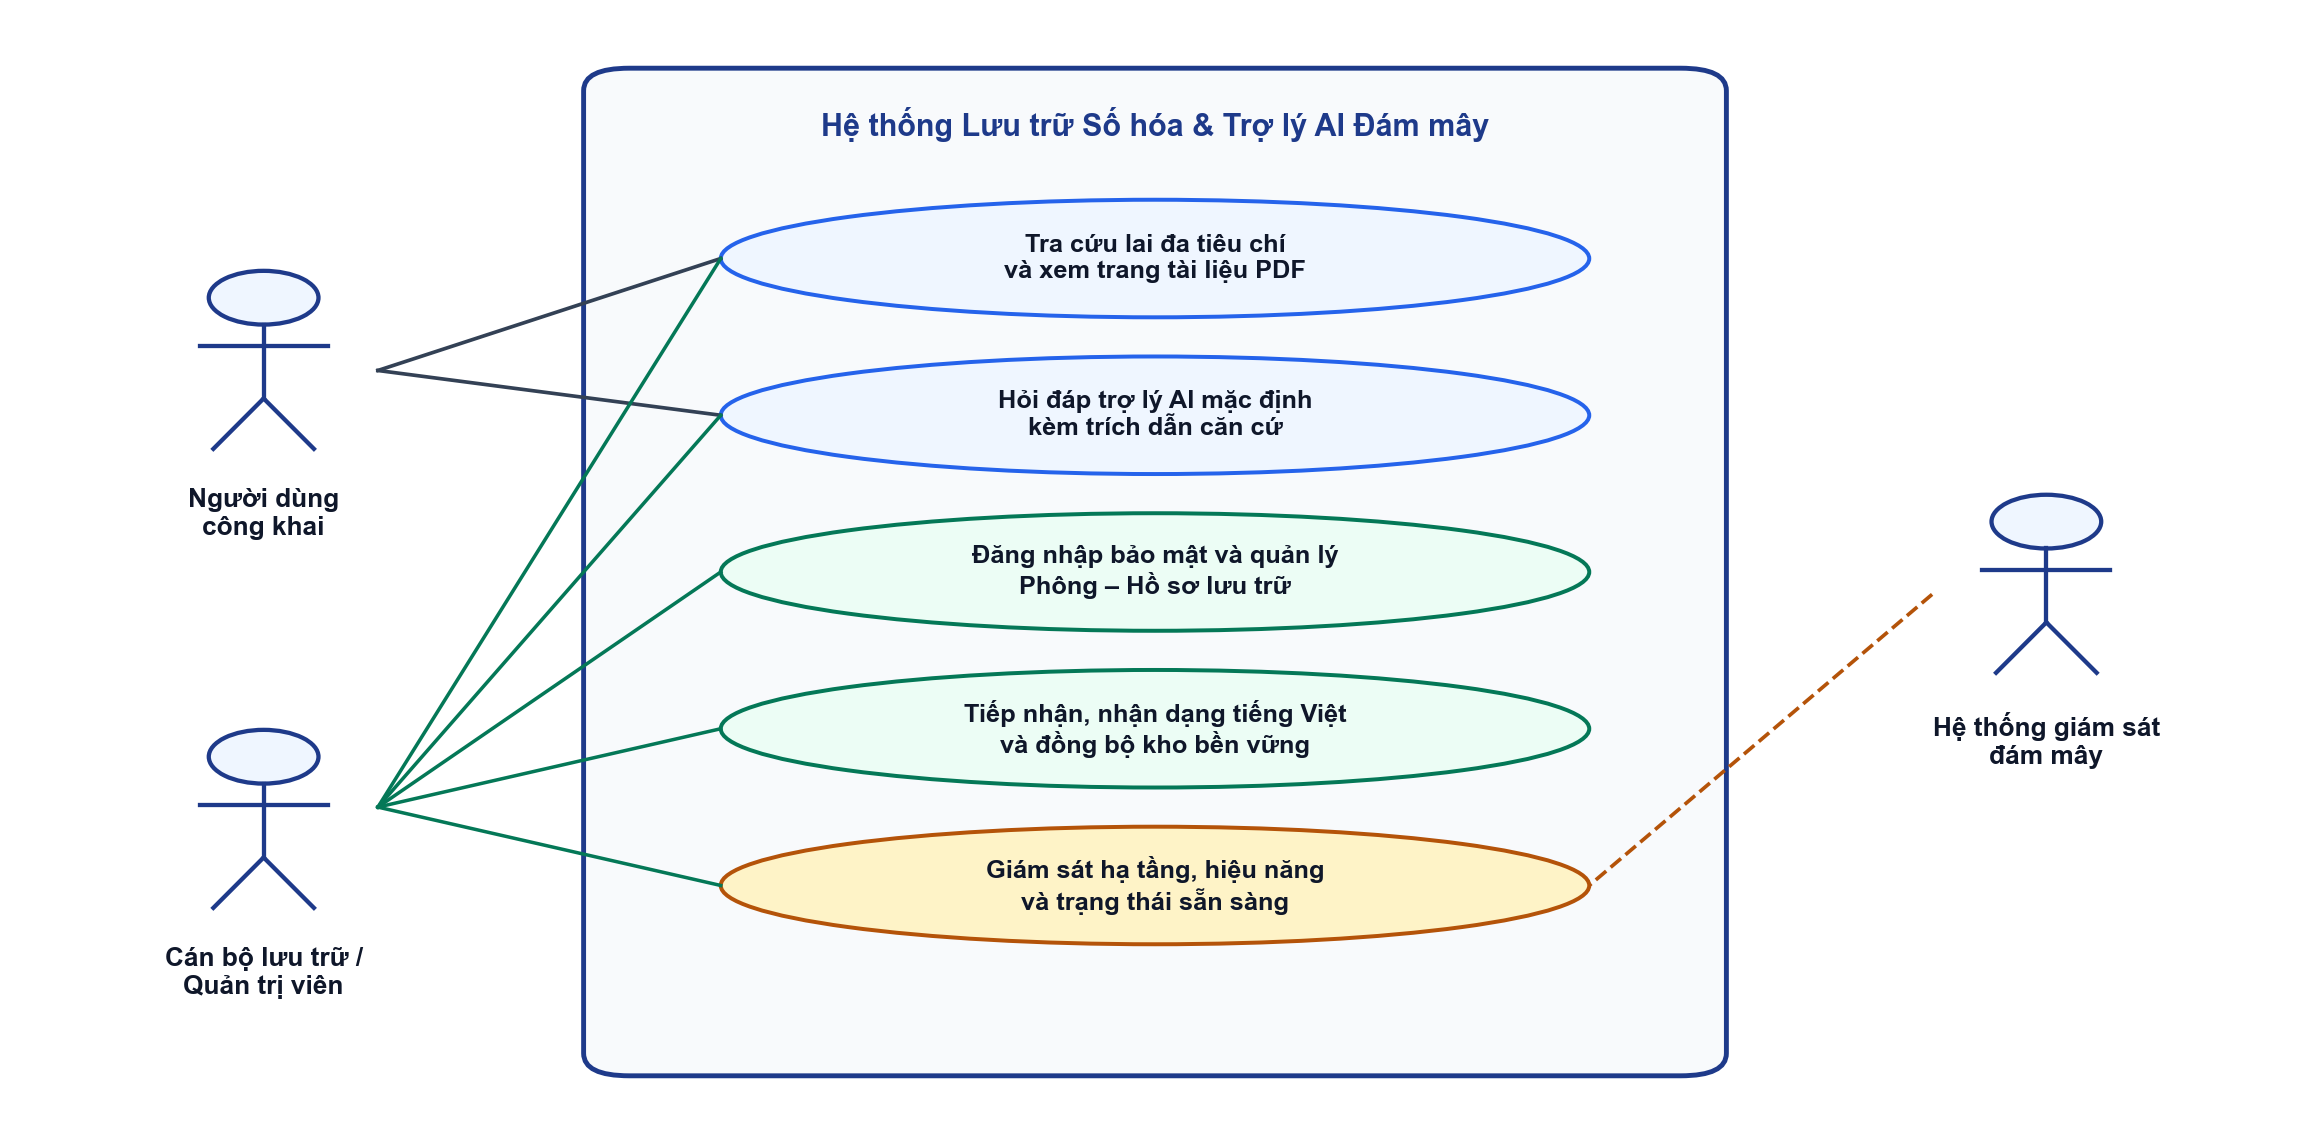 Hệ thống Lưu trữ Số hóa & Trợ lý AI Đám mây
Tra cứu lai đa tiêu chí
và xem trang tài liệu PDF
Hỏi đáp trợ lý AI mặc định
kèm trích dẫn căn cứ
Người dùng
công khai
Đăng nhập bảo mật và quản lý
Phông – Hồ sơ lưu trữ
Tiếp nhận, nhận dạng tiếng Việt
và đồng bộ kho bền vững
Hệ thống giám sát
đám mây
Giám sát hạ tầng, hiệu năng
và trạng thái sẵn sàng
Cán bộ lưu trữ /
Quản trị viên